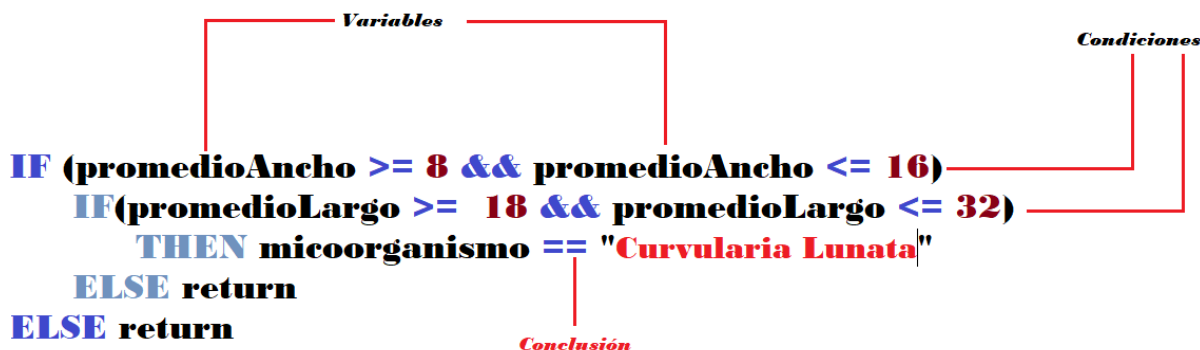 Variables
Condiciones
IF (promedioAncho >= 8 && promedioAncho <= 16)
IF(promedioLargo >= 18 && promedioLargo <= 32)
THEN micoorganismo == "Curvularia Lunata"
ELSE return
ELSE return
Conclusión